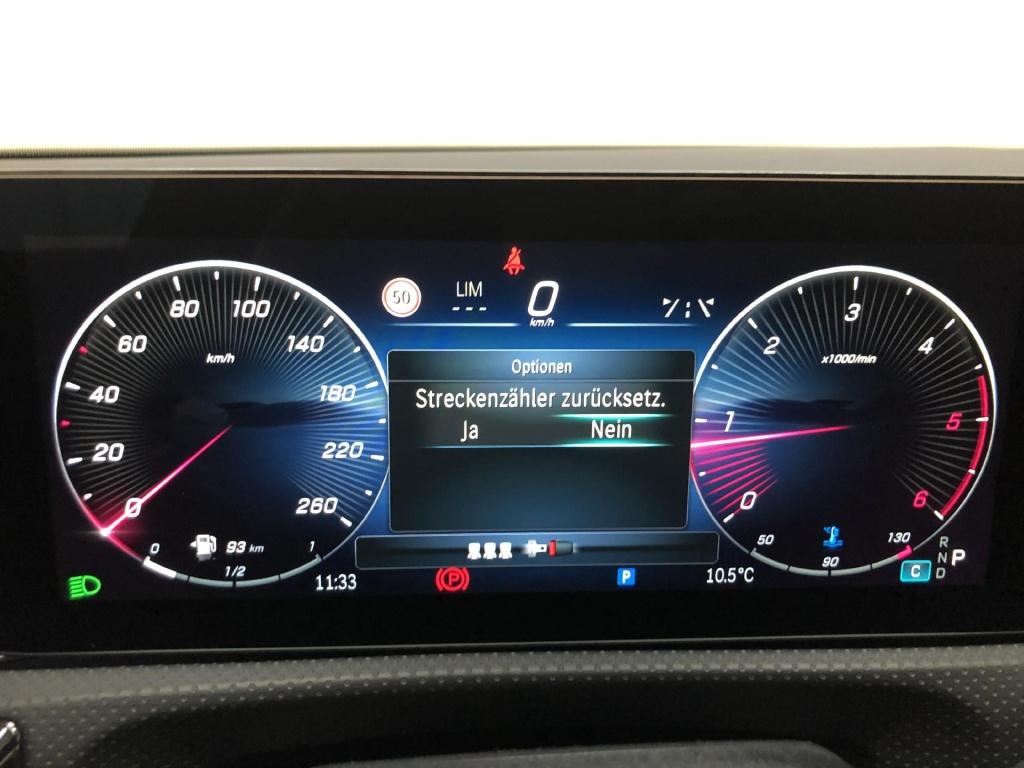 50
LIM
---
0
km/h
Optionen
Streckenzähler zurücksetz.
Ja Nein
0 20 40 60 80 100 140 180 220 260
km/h
0 1/2 1
93 km
11:33
0 1 2 3 4 5 6
x1000/min
50 90 130
P
P
10.5°C
C
R
N
D
P